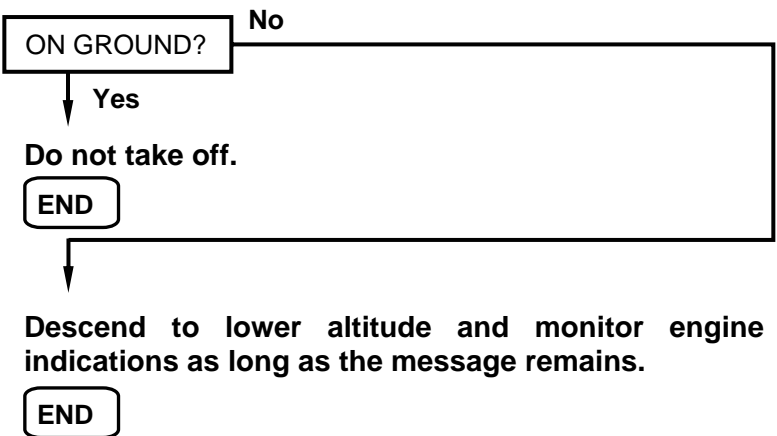 No
ON GROUND?
Yes
Do not take off.
END
Descend to lower altitude and monitor engine
indications as long as the message remains.
END